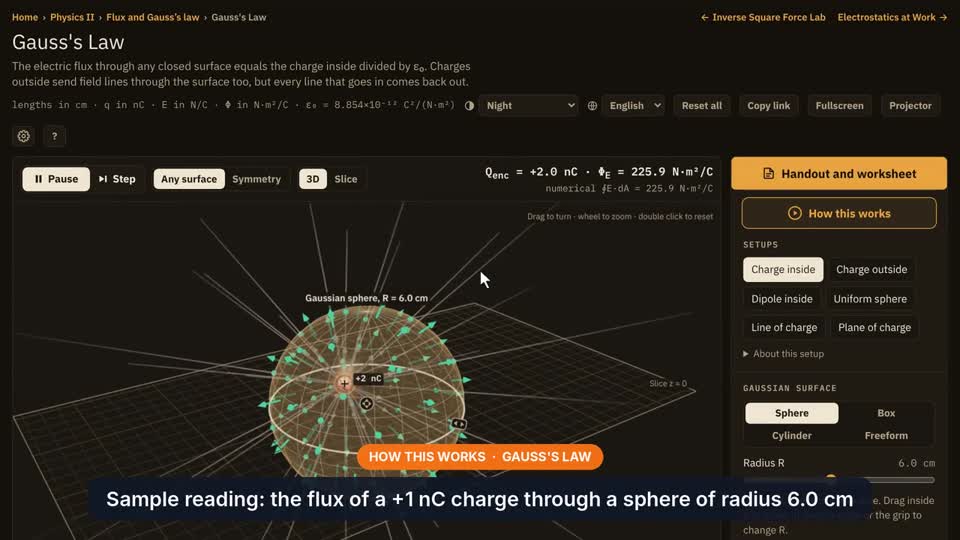 Home › Physics II › Flux and Gauss's law › Gauss's Law
← Inverse Square Force Lab Electrostatics at Work →
Gauss's Law
The electric flux through any closed surface equals the charge inside divided by ε₀. Charges
outside send field lines through the surface too, but every line that goes in comes back out.
lengths in cm · q in nC · E in N/C · Φ in N·m²/C · ε₀ = 8.854×10⁻¹² C²/(N·m²)
Night English Reset all Copy link Fullscreen Projector
?
Pause Step Any surface Symmetry 3D Slice
Qenc = +2.0 nC · ΦE = 225.9 N·m²/C
numerical ∮E·dA = 225.9 N·m²/C
Drag to turn · wheel to zoom · double click to reset
Gaussian sphere, R = 6.0 cm
+2 nC
Slice z = 0
Handout and worksheet
How this works
SETUPS
Charge inside Charge outside
Dipole inside Uniform sphere
Line of charge Plane of charge
About this setup
GAUSSIAN SURFACE
Sphere Box
Cylinder Freeform
Radius R 6.0 cm
e. Drag inside
the grip to
change R.
HOW THIS WORKS · GAUSS'S LAW
Sample reading: the flux of a +1 nC charge through a sphere of radius 6.0 cm